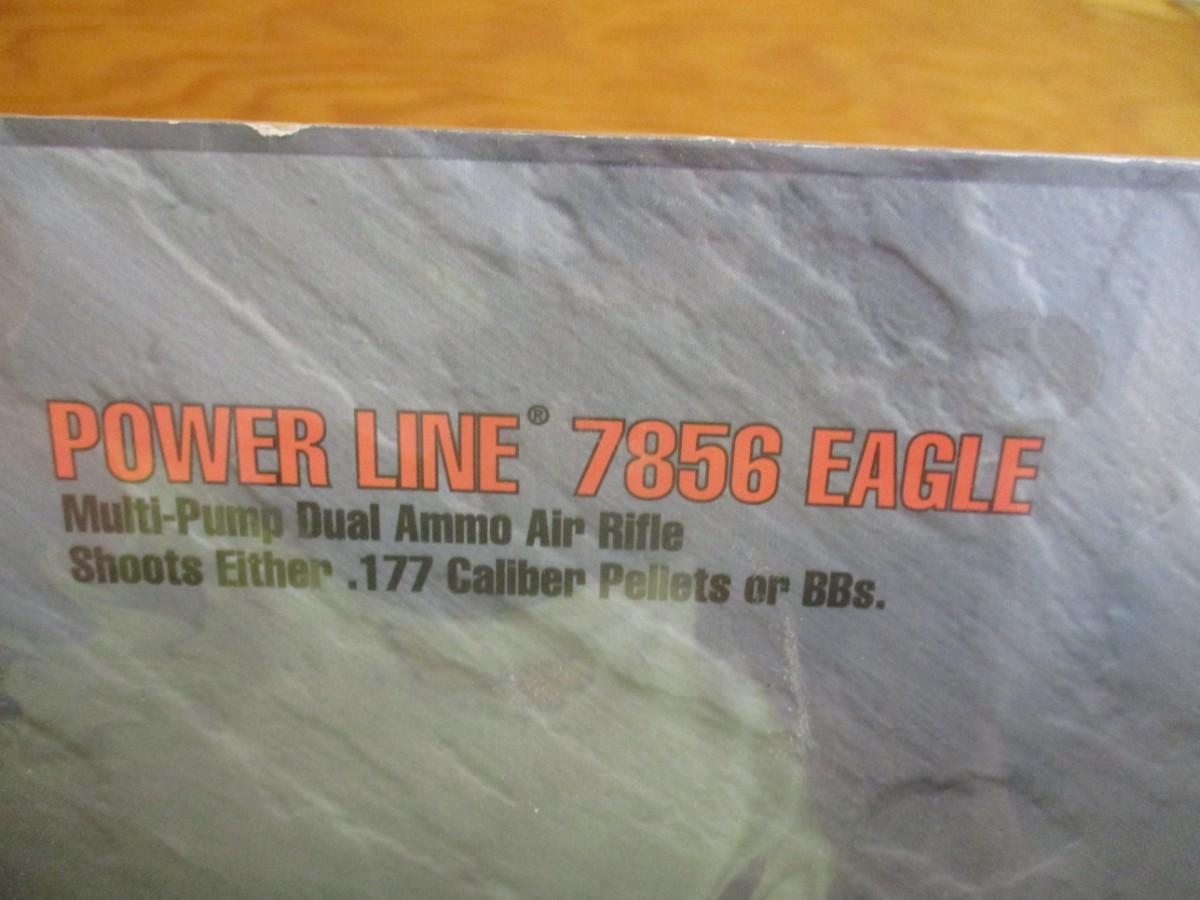 POWER LINE® 7856 EAGLE
Multi-Pump Dual Ammo Air Rifle
Shoots Either .177 Caliber Pellets or BBs.